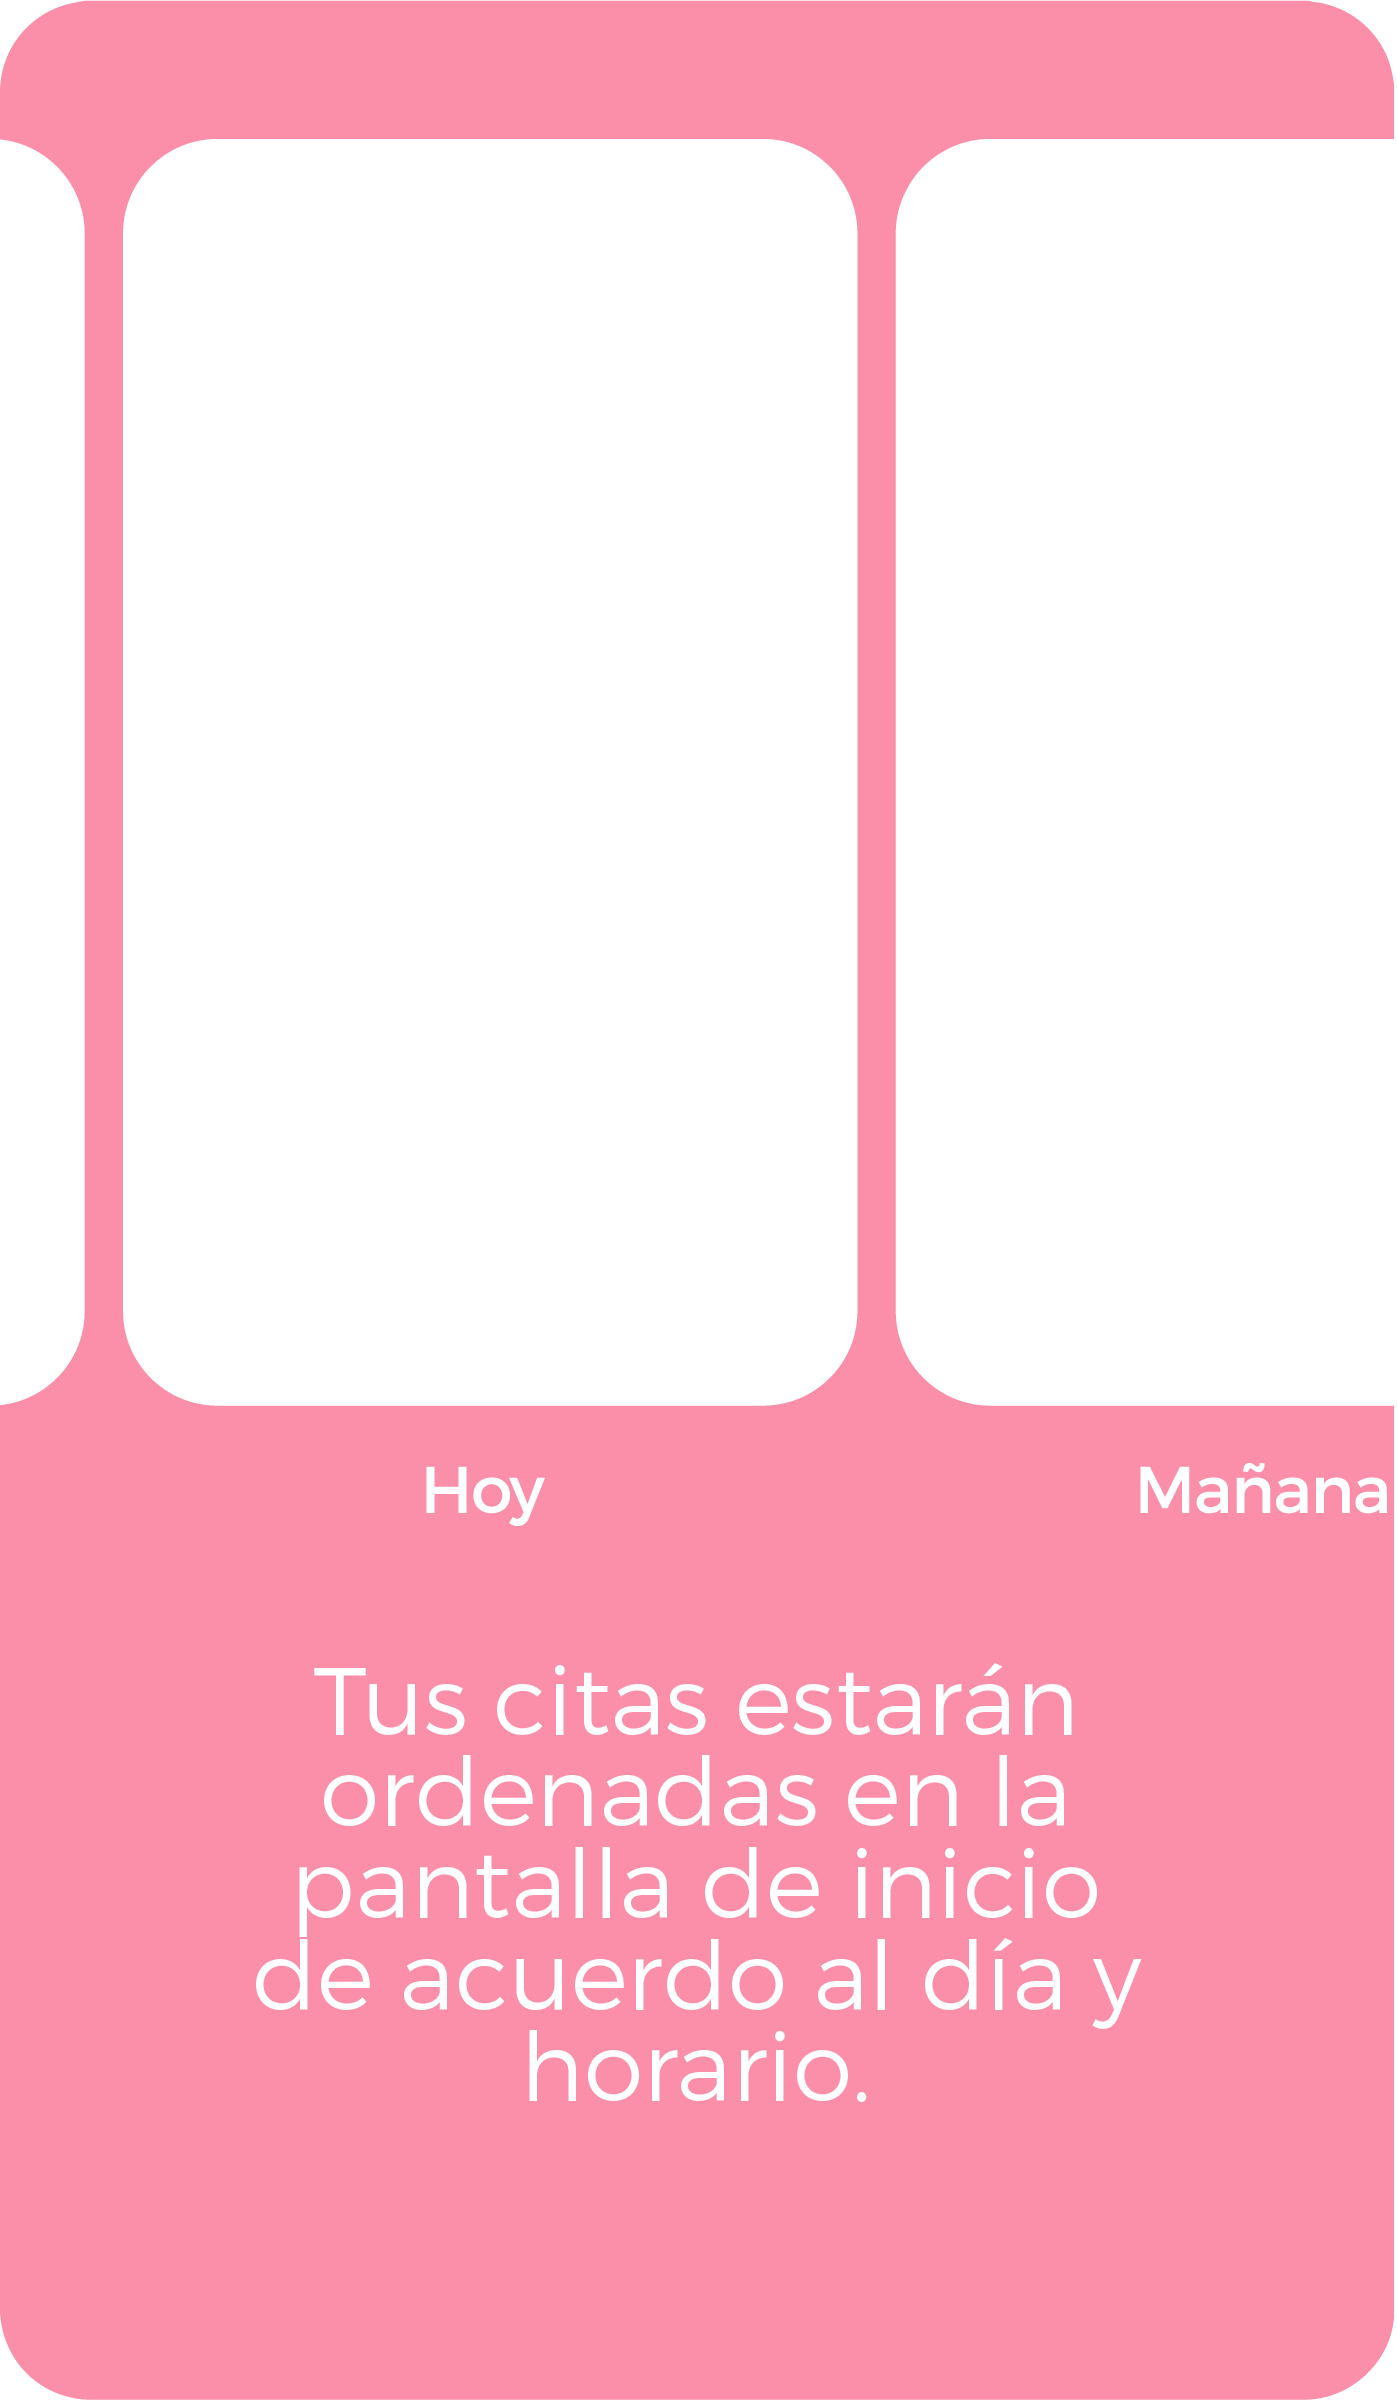 Hoy
Mañana
Tus citas estarán
ordenadas en la
pantalla de inicio
de acuerdo al día y
horario.